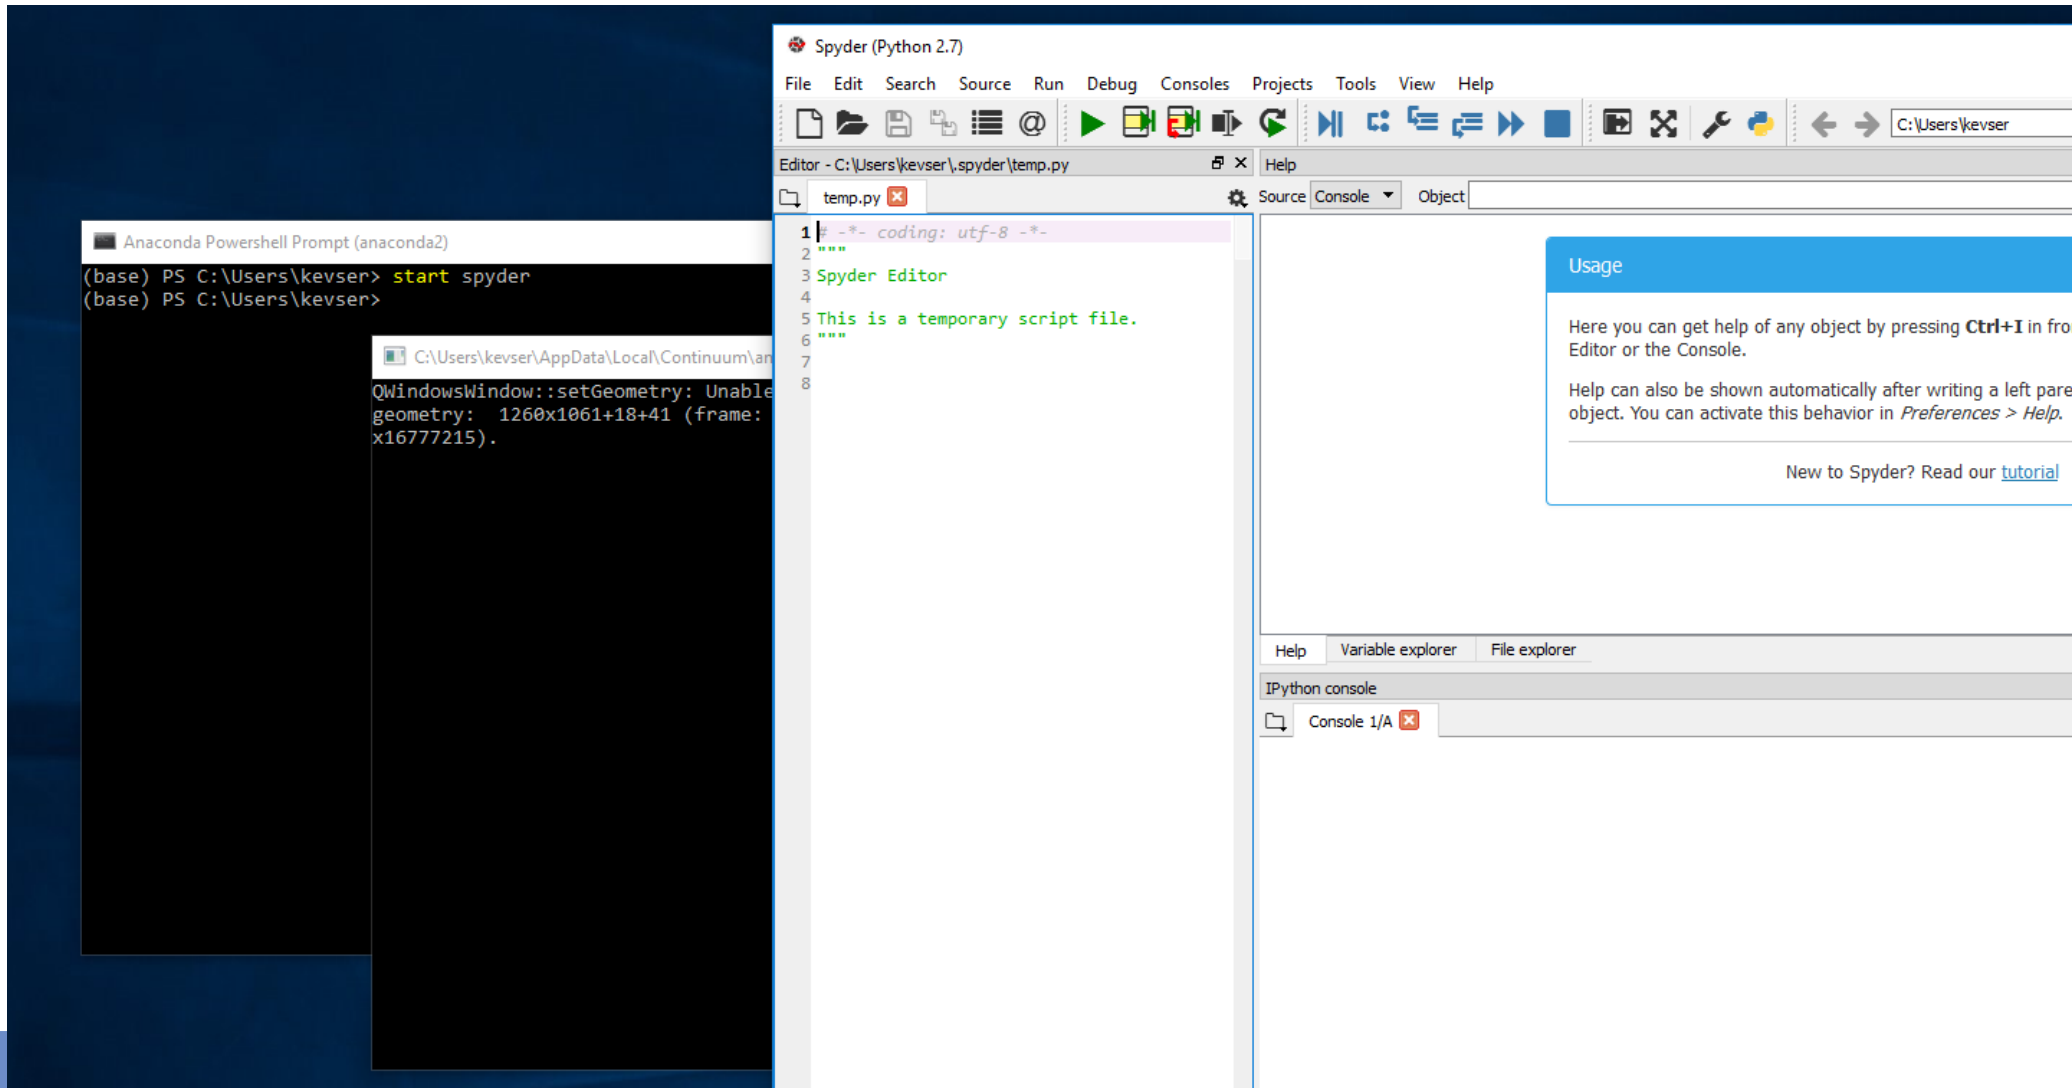 Anaconda Powershell Prompt (anaconda2)
(base) PS C:\Users\kevser> start spyder
(base) PS C:\Users\kevser>
C:\Users\kevser\AppData\Local\Continuum\an
QWindowsWindow::setGeometry: Unable
geometry:  1260x1061+18+41 (frame:
x16777215).
Spyder (Python 2.7)
File Edit Search Source Run Debug Consoles Projects Tools View Help
C:\Users\kevser
Editor - C:\Users\kevser\.spyder\temp.py
temp.py
1 # -*- coding: utf-8 -*-
2 """
3 Spyder Editor
4
5 This is a temporary script file.
6 """
7
8
Help
Source Console Object
Usage
Here you can get help of any object by pressing Ctrl+I in fro
Editor or the Console.
Help can also be shown automatically after writing a left pare
object. You can activate this behavior in Preferences > Help.
New to Spyder? Read our tutorial
Help Variable explorer File explorer
IPython console
Console 1/A